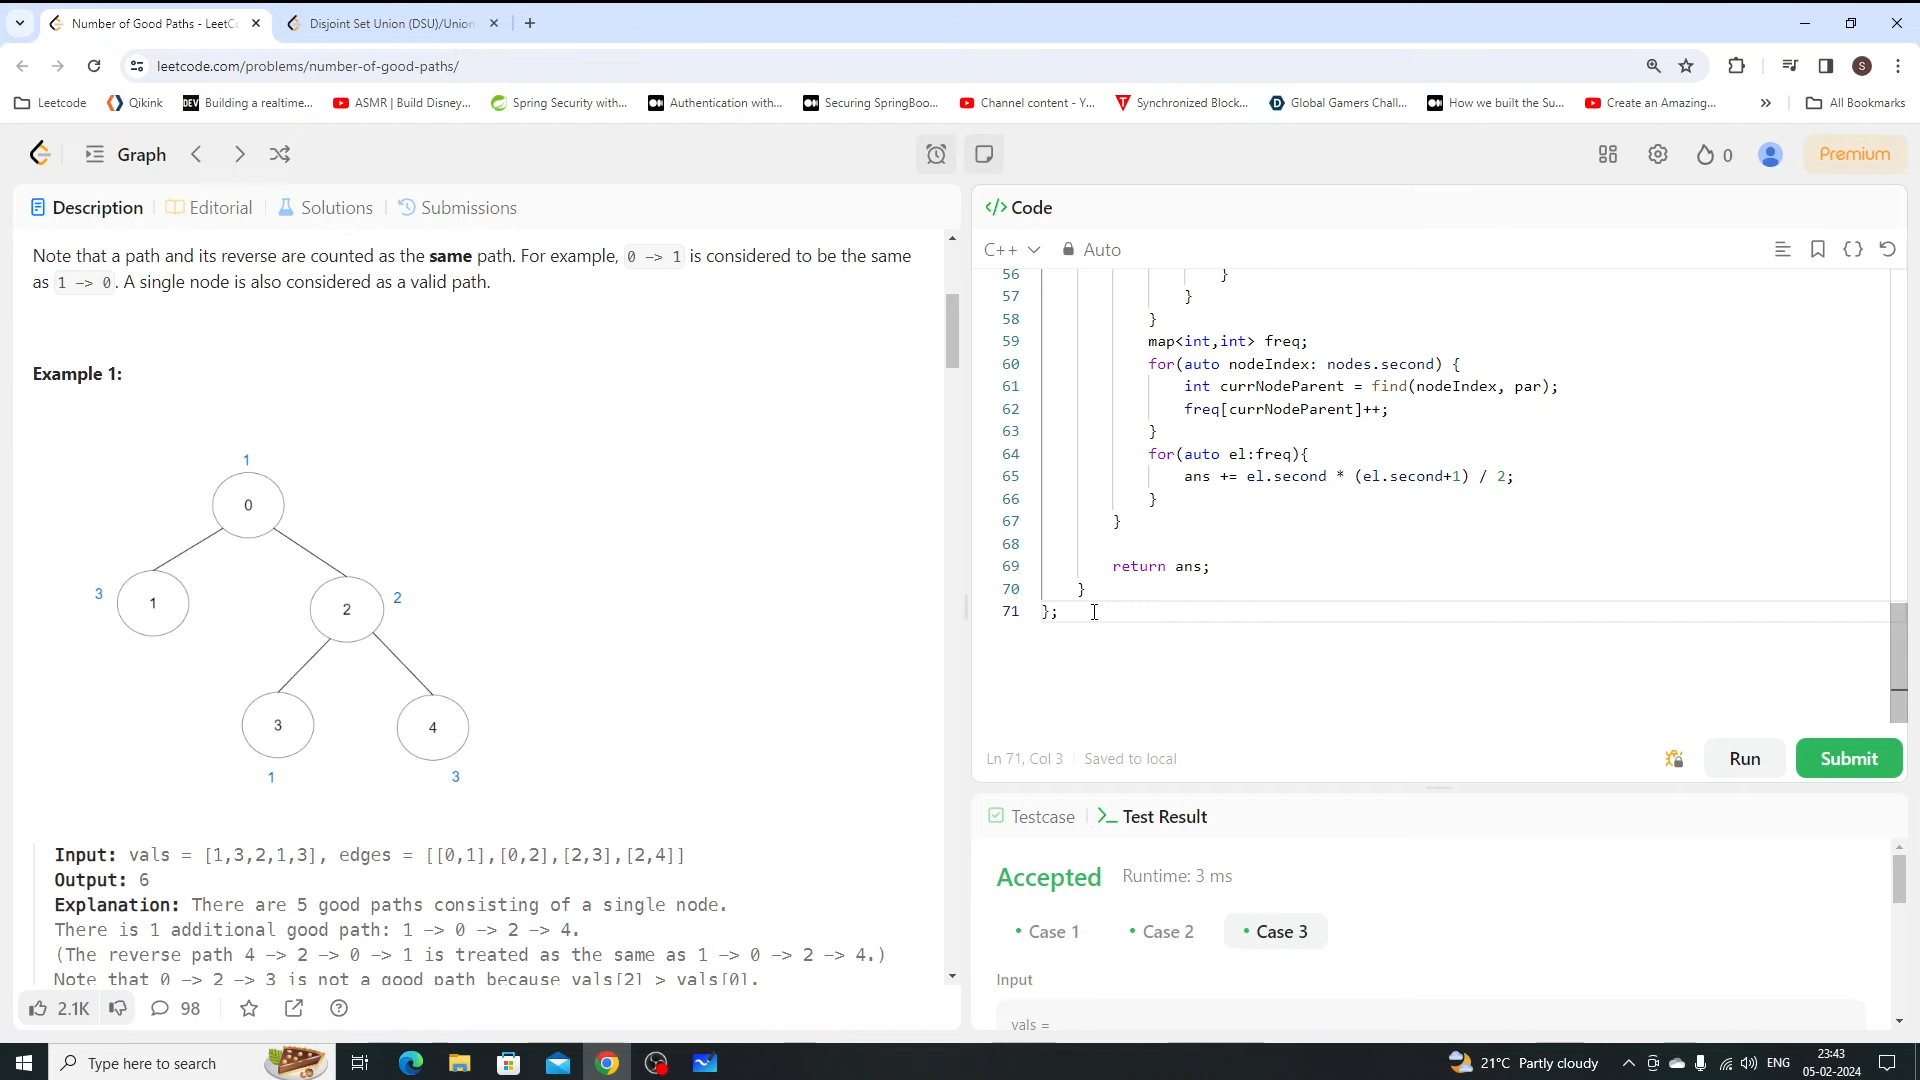 Number of Good Paths - LeetC
Disjoint Set Union (DSU)/Union
leetcode.com/problems/number-of-good-paths/
S
Leetcode
Qikink
DEV
Building a realtime...
ASMR | Build Disney...
Spring Security with...
Authentication with...
Securing SpringBoo...
Channel content - Y...
Synchronized Block...
Global Gamers Chall...
How we built the Su...
Create an Amazing...
All Bookmarks
Graph
0
Premium
Description
Editorial
Solutions
Submissions
Note that a path and its reverse are counted as the same path. For example, 0 -> 1 is considered to be the same
as 1 -> 0. A single node is also considered as a valid path.
Example 1:
1
0
3
1
2
2
3
4
1
3
Input: vals = [1,3,2,1,3], edges = [[0,1],[0,2],[2,3],[2,4]]
Output: 6
Explanation: There are 5 good paths consisting of a single node.
There is 1 additional good path: 1 -> 0 -> 2 -> 4.
(The reverse path 4 -> 2 -> 0 -> 1 is treated as the same as 1 -> 0 -> 2 -> 4.)
Note that 0 -> 2 -> 3 is not a good path because vals[2] > vals[0].
2.1K
98
</> Code
C++
Auto
56 }
57 }
58 }
59 map<int,int> freq;
60 for(auto nodeIndex: nodes.second) {
61 int currNodeParent = find(nodeIndex, par);
62 freq[currNodeParent]++;
63 }
64 for(auto el:freq){
65 ans += el.second * (el.second+1) / 2;
66 }
67 }
68
69 return ans;
70 }
71 };
Ln 71, Col 3
Saved to local
Run
Submit
Testcase
Test Result
Accepted
Runtime: 3 ms
Case 1
Case 2
Case 3
Input
vals =
Type here to search
21°C Partly cloudy
ENG
23:43
05-02-2024